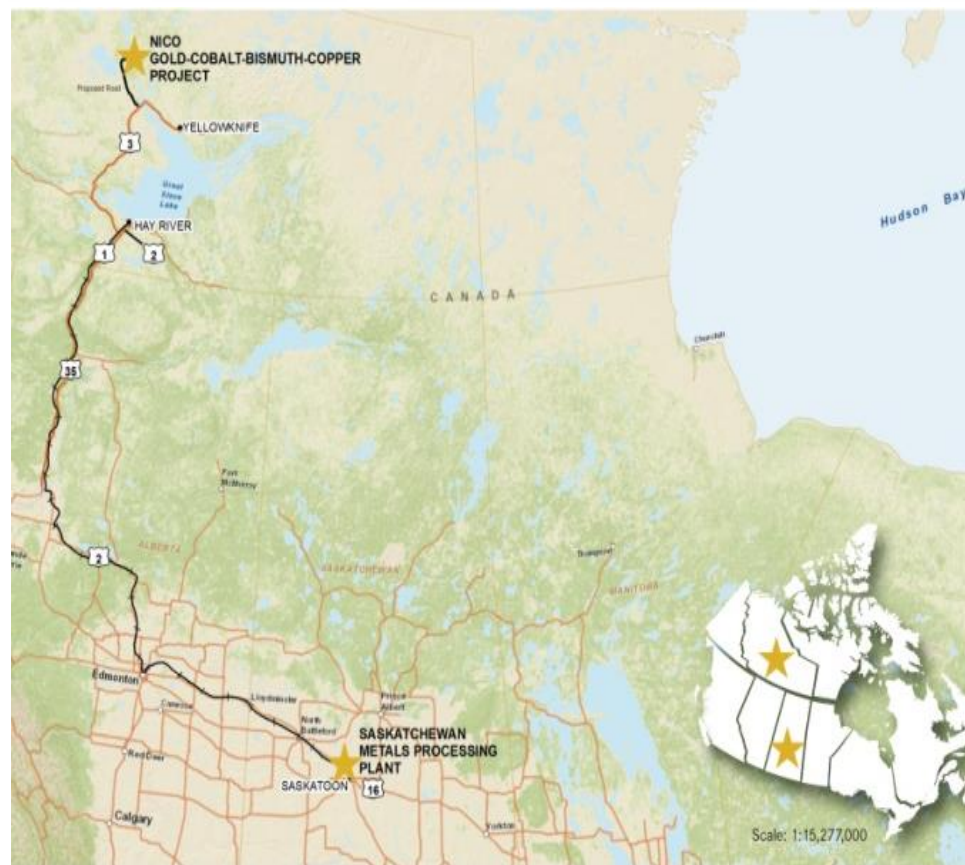 NICO
GOLD-COBALT-BISMUTH-COPPER
PROJECT
Proposed Road
YELLOWKNIFE
3
Great
Slave
Lake
HAY RIVER
1
2
Hudson Bay
CANADA
Churchill
35
Fort
McMurray
2
ALBERTA
SASKATCHEWAN
Thompson
MANITOBA
Edmonton
Camrose
Lloydminster
Prince
Albert
North
Battleford
SASKATCHEWAN
METALS PROCESSING
PLANT
Red Deer
SASKATOON
16
Calgary
Yorkton
Scale: 1:15,277,000